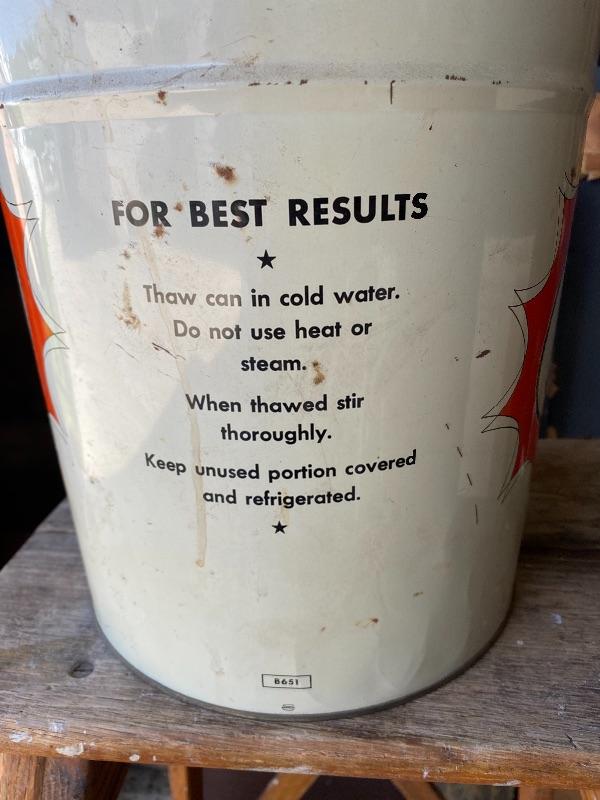 FOR BEST RESULTS
★
Thaw can in cold water.
Do not use heat or
steam.
When thawed stir
thoroughly.
Keep unused portion covered
and refrigerated.
★
B651